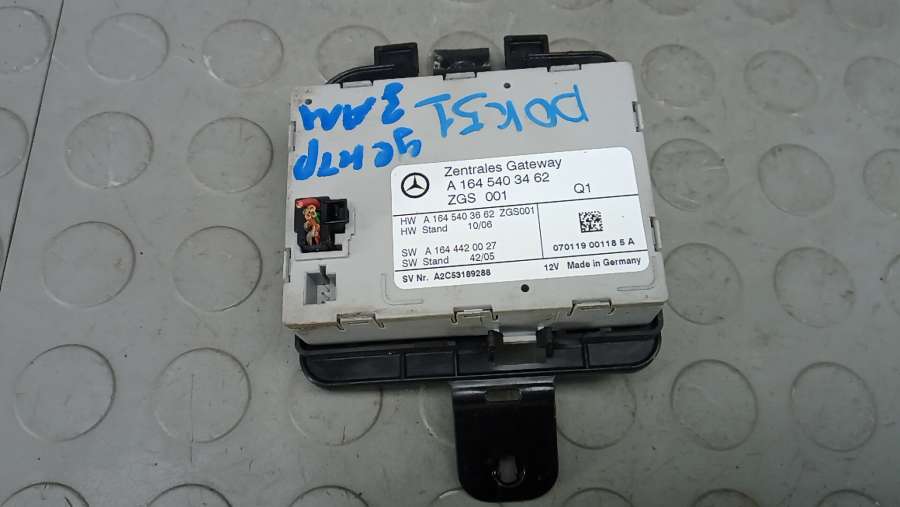 Zentrales Gateway
A 164 540 34 62
ZGS 001
Q1
HW A 164 540 36 62 ZGS001
HW Stand 10/06
SW A 164 442 00 27
SW Stand 42/05
070119 00118 5 A
SV Nr. A2C53189288
12V Made in Germany